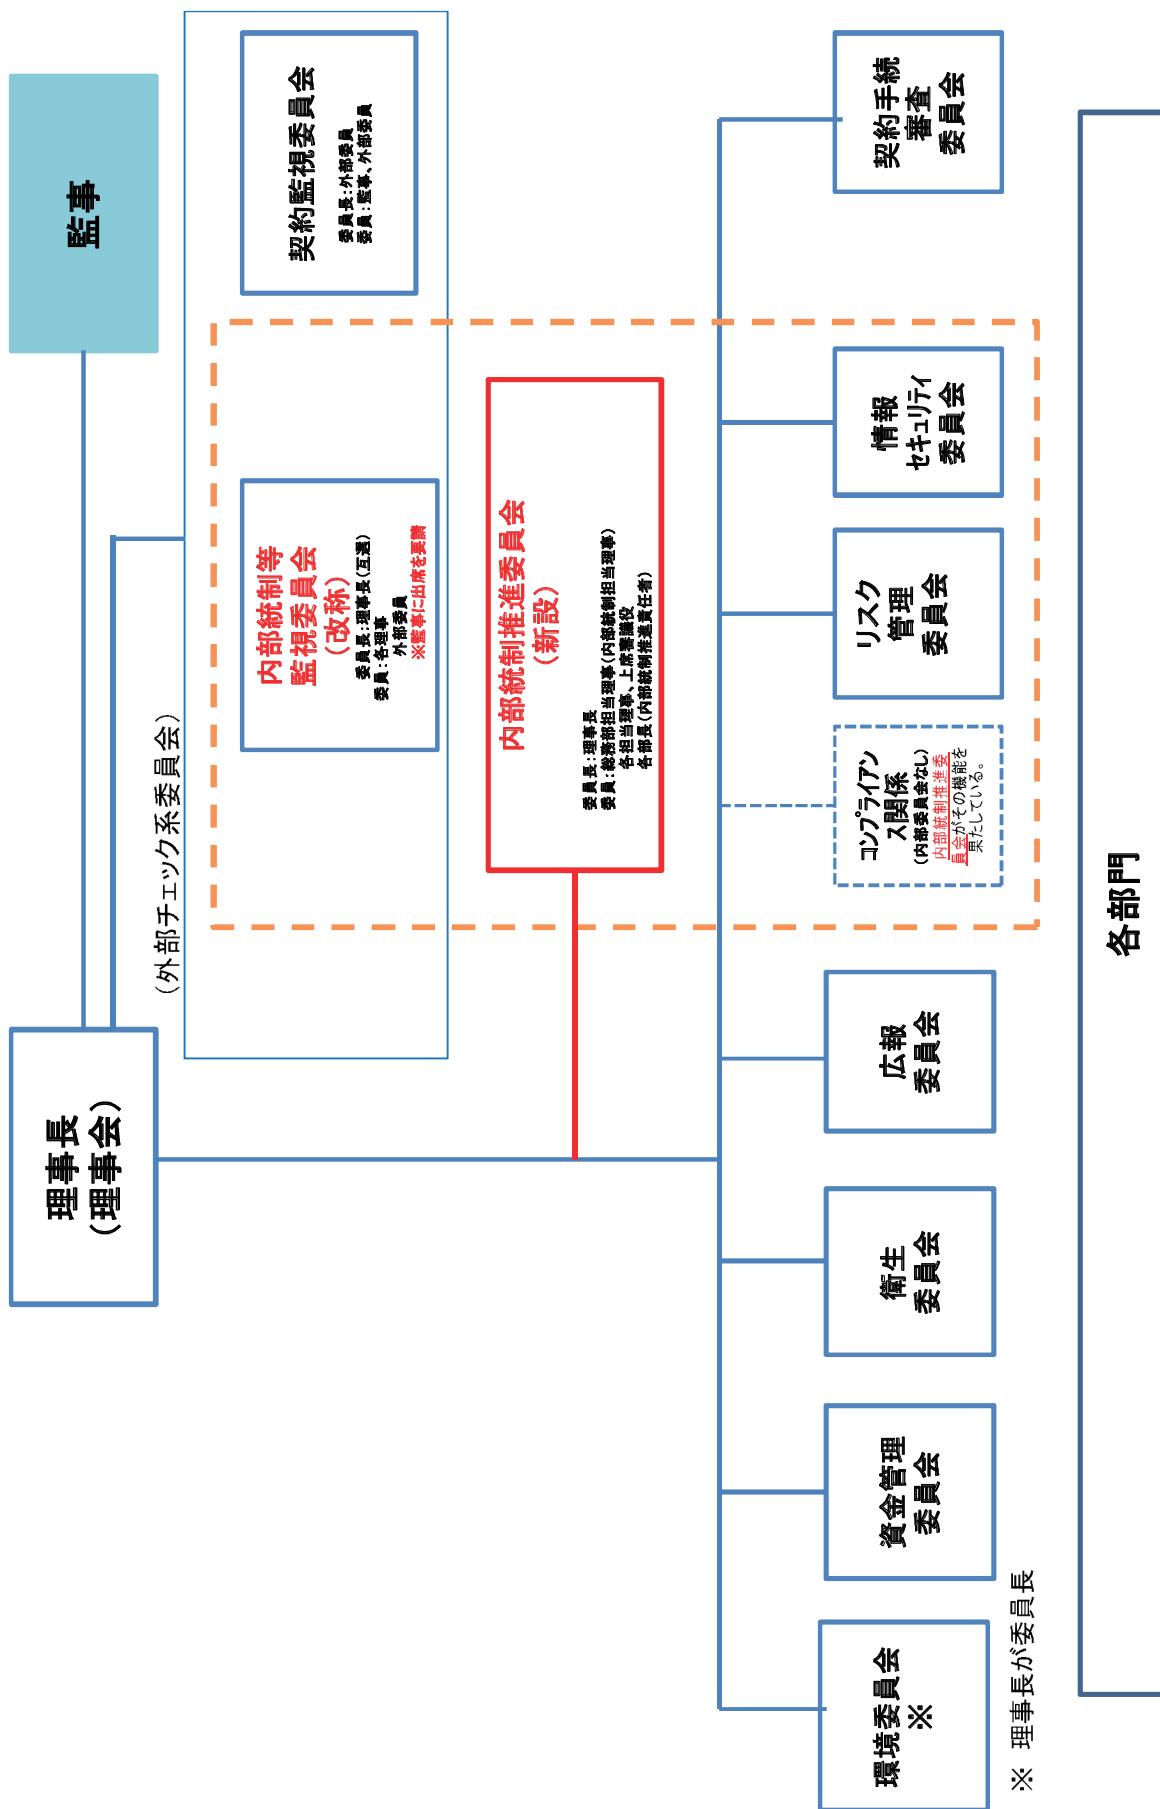 理事長
（理事会）
監事
（外部チェック系委員会）
内部統制等
監視委員会
（改称）
委員長：理事長（互選）
委員：各理事
外部委員
※監事に出席を要請
契約監視委員会
委員長：外部委員
委員：監事、外部委員
内部統制推進委員会
（新設）
委員長：理事長
委員：総務部担当理事（内部統制担当理事）
各担当理事、上席審議役
各部長（内部統制推進責任者）
環境委員会
※
資金管理
委員会
衛生
委員会
広報
委員会
コンプライアン
ス関係
（内部委員会なし）
内部統制推進委
員会がその機能を
果たしている。
リスク
管理
委員会
情報
セキュリティ
委員会
契約手続
審査
委員会
※ 理事長が委員長
各部門